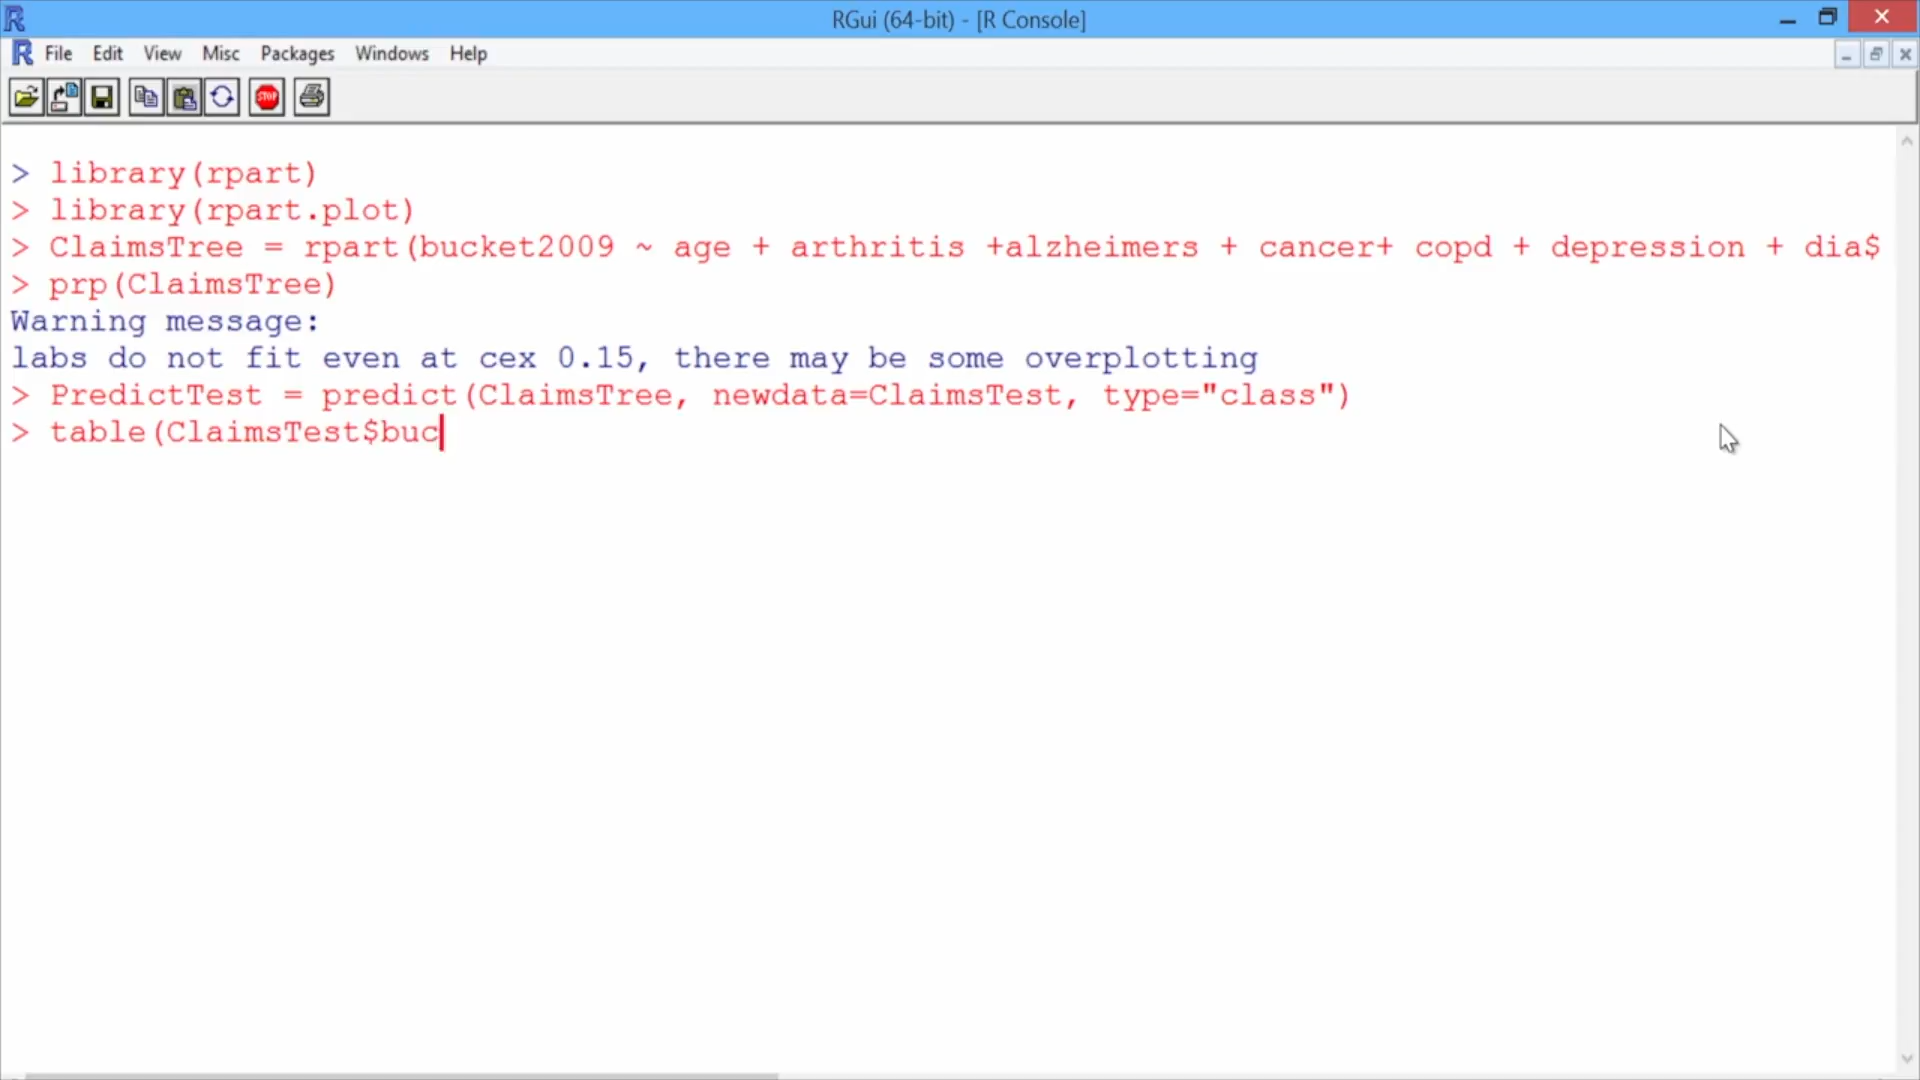 RGui (64-bit) - [R Console]
File Edit View Misc Packages Windows Help
STOP
> library(rpart)
> library(rpart.plot)
> ClaimsTree = rpart(bucket2009 ~ age + arthritis +alzheimers + cancer+ copd + depression + dia$
> prp(ClaimsTree)
Warning message:
labs do not fit even at cex 0.15, there may be some overplotting
> PredictTest = predict(ClaimsTree, newdata=ClaimsTest, type="class")
> table(ClaimsTest$buc